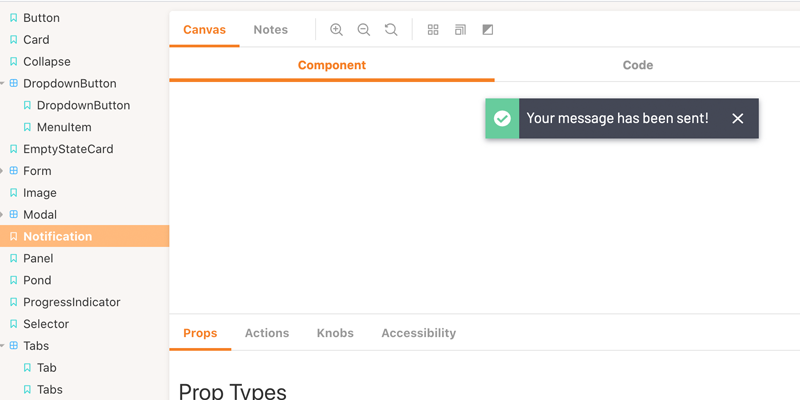 Button
Card
Collapse
DropdownButton
DropdownButton
MenuItem
EmptyStateCard
Form
Image
Modal
Notification
Panel
Pond
ProgressIndicator
Selector
Tabs
Tab
Tabs
Canvas Notes
Component Code
Your message has been sent!
Props Actions Knobs Accessibility
Prop Types